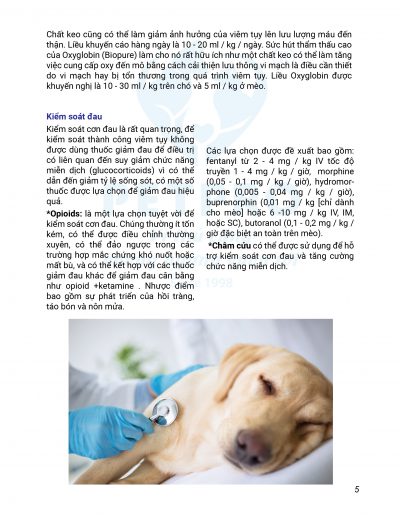 Chất keo cũng có thể làm giảm ảnh hưởng của viêm tụy lên lưu lượng máu đến
thận. Liều khuyến cáo hàng ngày là 10 - 20 ml / kg / ngày. Sức hút thẩm thấu cao
của Oxyglobin (Biopure) làm cho nó rất hữu ích như một chất keo có thể làm tăng
việc cung cấp oxy đến mô bằng cách cải thiện lưu thông vi mạch là điều cần thiết
do vi mạch hay bị tổn thương trong quá trình viêm tụy. Liều Oxyglobin được
khuyến nghị là 10 - 30 ml / kg trên chó và 5 ml / kg ở mèo.
Kiểm soát đau
Kiểm soát cơn đau là rất quan trọng, để
kiểm soát thành công viêm tụy không
được dùng thuốc giảm đau để điều trị
có liên quan đến suy giảm chức năng
miễn dịch (glucocorticoids) vì có thể
dẫn đến giảm tỷ lệ sống sót, có một số
thuốc được lựa chọn để giảm đau hiệu
quả.
*Opioids: là một lựa chọn tuyệt vời để
kiểm soát cơn đau. Chúng thường ít tốn
kém, có thể được điều chỉnh thường
xuyên, có thể đảo ngược trong các
trường hợp mắc chứng khó nuốt hoặc
mất bù, và có thể kết hợp với các thuốc
giảm đau khác để giảm đau cân bằng
như opioid +ketamine . Nhược điểm
bao gồm sự phát triển của hồi tràng,
táo bón và nôn mửa.
Các lựa chọn được đề xuất bao gồm:
fentanyl từ 2 - 4 mg / kg IV tốc độ
truyền 1 - 4 mg / kg / giờ, morphine
(0,05 - 0,1 mg / kg / giờ), hydromor-
phone (0,005 - 0,04 mg / kg / giờ),
buprenorphin (0,01 mg / kg [chỉ dành
cho mèo] hoặc 6 -10 mg / kg IV, IM,
hoặc SC), butoranol (0,1 - 0,2 mg / kg /
giờ đặc biệt an toàn trên mèo).
*Châm cứu có thể được sử dụng để hỗ
trợ kiểm soát cơn đau và tăng cường
chức năng miễn dịch.
1998
5